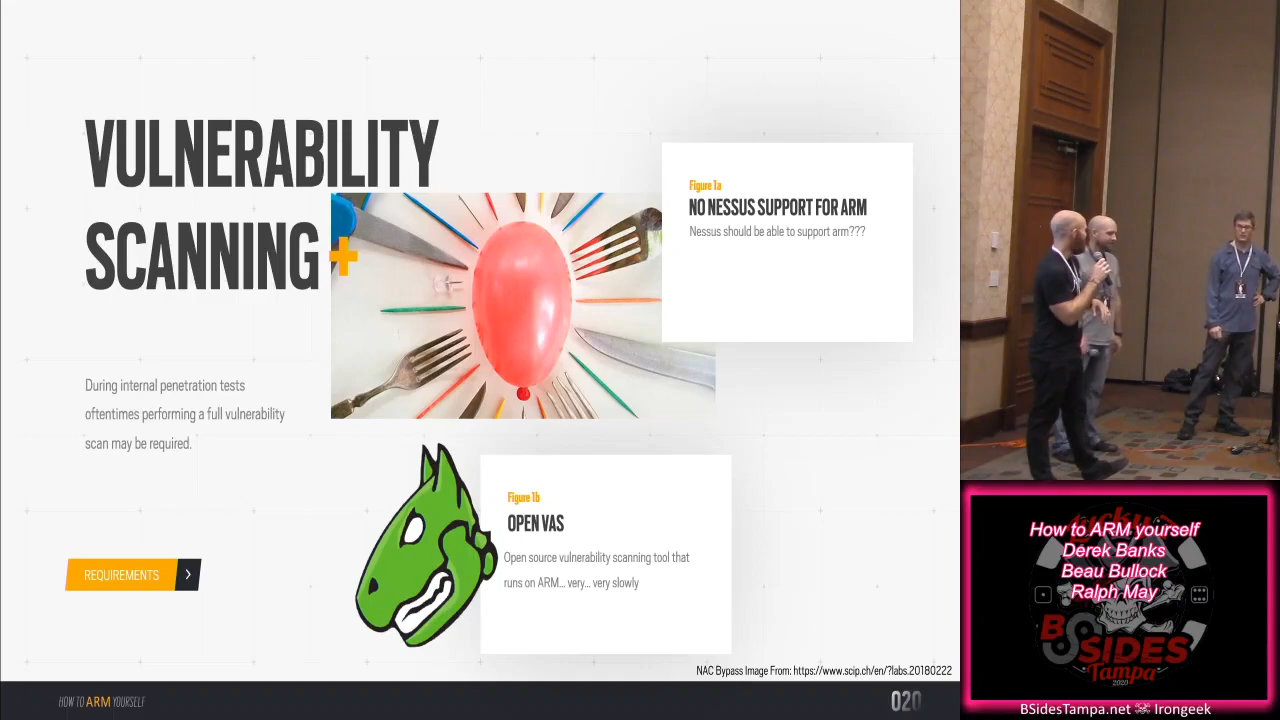 VULNERABILITY
SCANNING +
During internal penetration tests
oftentimes performing a full vulnerability
scan may be required.
REQUIREMENTS
Figure 1a
NO NESSUS SUPPORT FOR ARM
Nessus should be able to support arm???
Figure 1b
OPEN VAS
Open source vulnerability scanning tool that
runs on ARM... very... very slowly
NAC Bypass Image From: https://www.scip.ch/en/?labs.20180222
HOW TO ARM YOURSELF
020
How to ARM yourself
Derek Banks
Beau Bullock
Ralph May
Lucky 7
BSIDES
Tampa
2020
BSidesTampa.net Irongeek